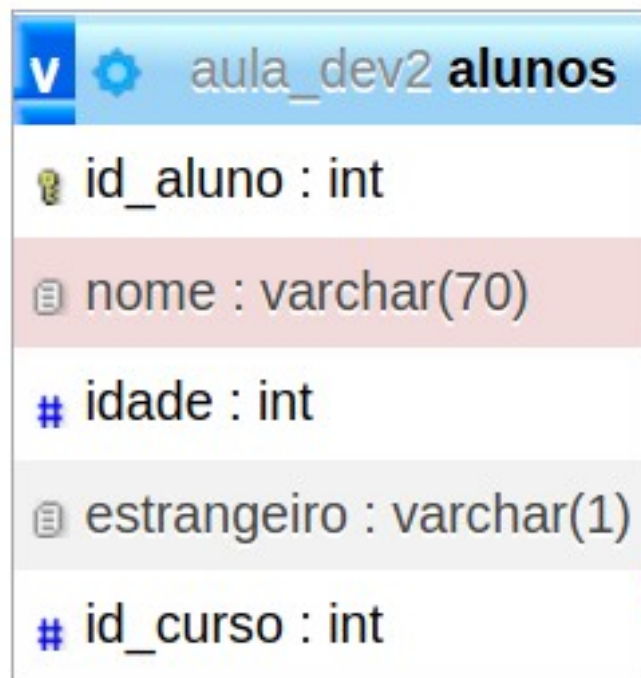 v aula_dev2 alunos
id_aluno : int
nome : varchar(70)
# idade : int
estrangeiro : varchar(1)
# id_curso : int